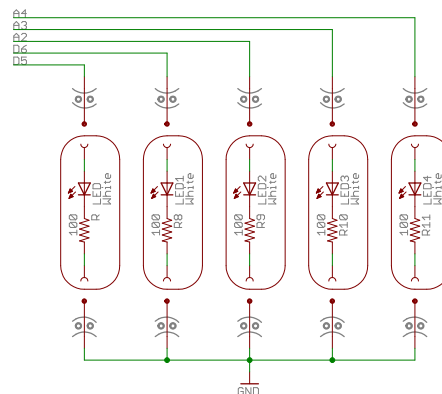 A4
A3
A2
D6
D5
LED
White
100
R
LED1
White
100
R8
LED2
White
100
R9
LED3
White
100
R10
LED4
White
100
R11
GND